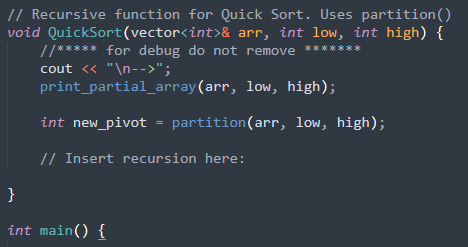 // Recursive function for Quick Sort. Uses partition()
void QuickSort(vector<int>& arr, int low, int high) {
    //***** for debug do not remove *******
    cout << "\n-->";
    print_partial_array(arr, low, high);
    int new_pivot = partition(arr, low, high);
    // Insert recursion here:
}
int main() {